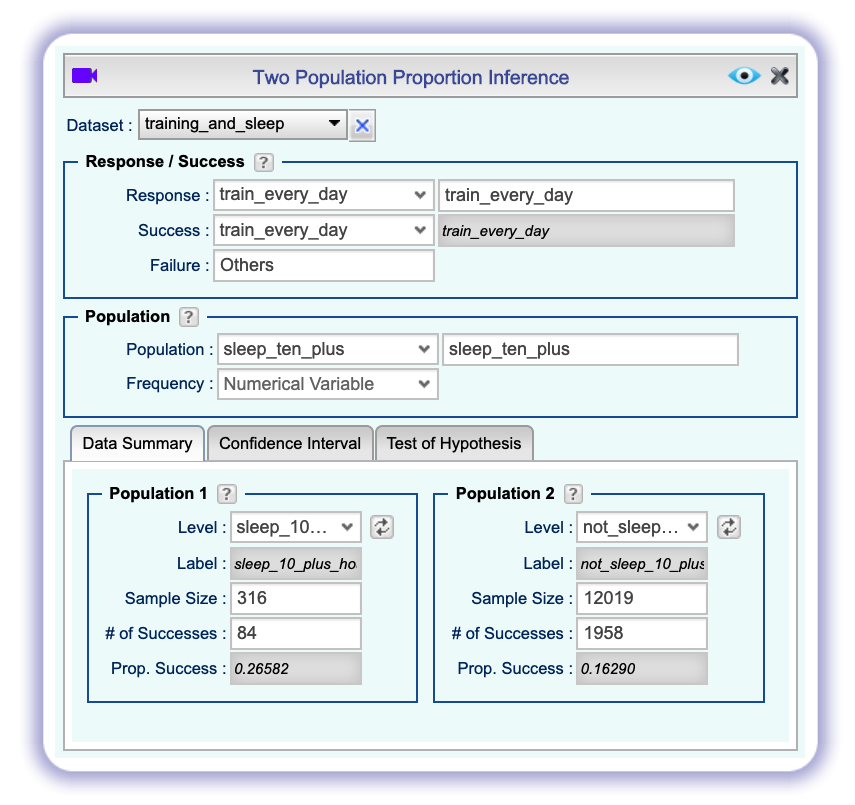 Two Population Proportion Inference
Dataset : training_and_sleep
Response / Success ?
Response : train_every_day train_every_day
Success : train_every_day train_every_day
Failure : Others
Population ?
Population : sleep_ten_plus sleep_ten_plus
Frequency : Numerical Variable
Data Summary Confidence Interval Test of Hypothesis
Population 1 ? Population 2 ?
Level : sleep_10... Level : not_sleep...
Label : sleep_10_plus_ho Label : not_sleep_10_plus
Sample Size : 316 Sample Size : 12019
# of Successes : 84 # of Successes : 1958
Prop. Success : 0.26582 Prop. Success : 0.16290